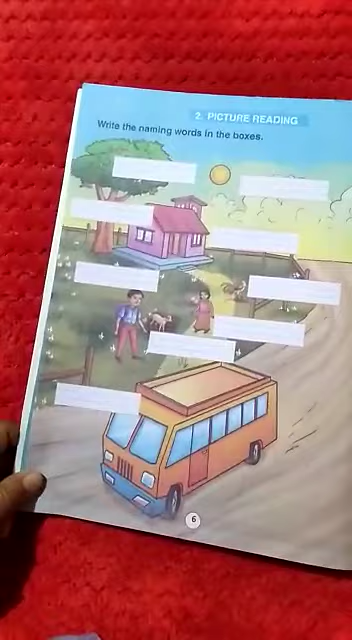 2. PICTURE READING
Write the naming words in the boxes.
6